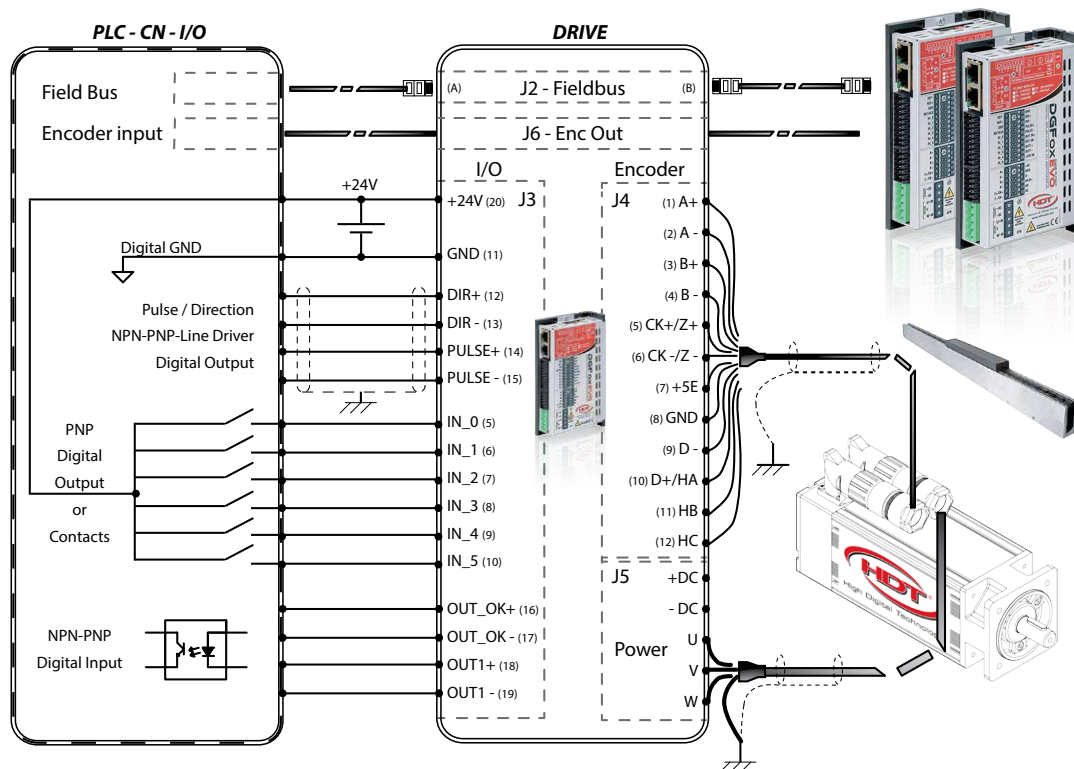 PLC - CN - I/O
DRIVE
Field Bus
(A)
J2 - Fieldbus
(B)
Encoder input
J6 - Enc Out
I/O
Encoder
+24V
+24V (20)
J3
J4
(1) A+
(2) A -
Digital GND
GND (11)
(3) B+
(4) B -
Pulse / Direction
NPN-PNP-Line Driver
Digital Output
DIR+ (12)
DIR - (13)
PULSE+ (14)
PULSE - (15)
(5) CK+/Z+
(6) CK -/Z -
(7) +5E
(8) GND
(9) D -
(10) D+/HA
(11) HB
(12) HC
PNP
Digital
Output
or
Contacts
IN_0 (5)
IN_1 (6)
IN_2 (7)
IN_3 (8)
IN_4 (9)
IN_5 (10)
J5
+DC
- DC
Power
U
V
W
NPN-PNP
Digital Input
OUT_OK+ (16)
OUT_OK - (17)
OUT1+ (18)
OUT1 - (19)
DGFoxEVO
HDT
DGFoxEVO
HDT
HDT
High Digital Technology